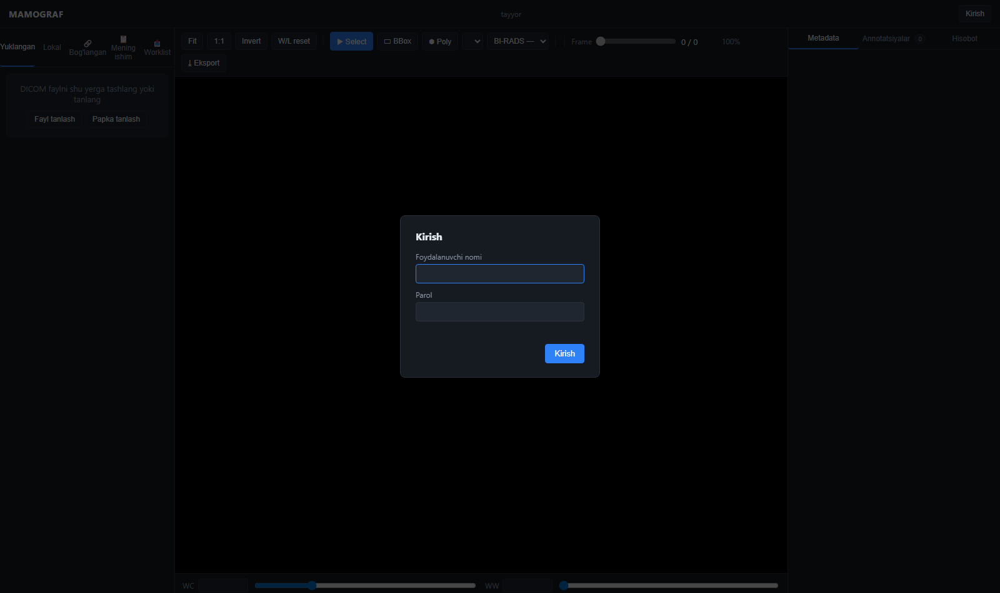 MAMOGRAF
tayyor
Kirish
Yuklangan
Lokal
Bog'langan
Mening
ishim
Worklist
DICOM faylni shu yerga tashlang yoki
tanlang
Fayl tanlash
Papka tanlash
Fit
1:1
Invert
W/L reset
Select
BBox
Poly
BI-RADS —
Frame
0 / 0
100%
Eksport
Metadata
Annotatsiyalar 0
Hisobot
Kirish
Foydalanuvchi nomi
Parol
Kirish
WC
WW